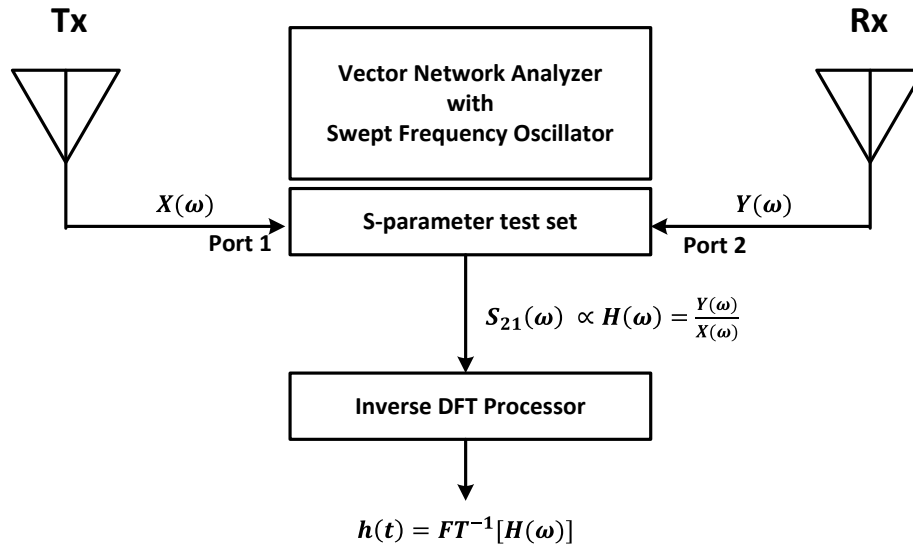 Tx
Rx
Vector Network Analyzer
with
Swept Frequency Oscillator
X(ω)
Y(ω)
S-parameter test set
Port 1
Port 2
S₂₁(ω) ∝ H(ω) = Y(ω)/X(ω)
Inverse DFT Processor
h(t) = FT⁻¹[H(ω)]